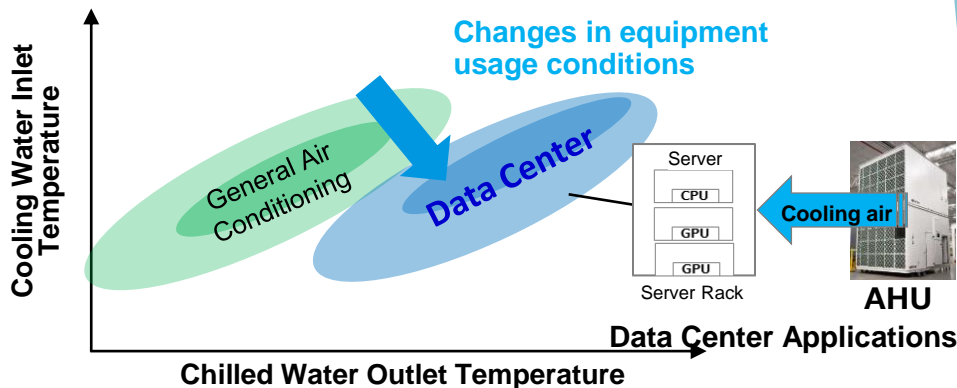 Changes in equipment
usage conditions
Cooling Water Inlet
Temperature
General Air
Conditioning
Data Center
Server
CPU
GPU
GPU
Server Rack
Cooling air
AHU
Data Center Applications
Chilled Water Outlet Temperature